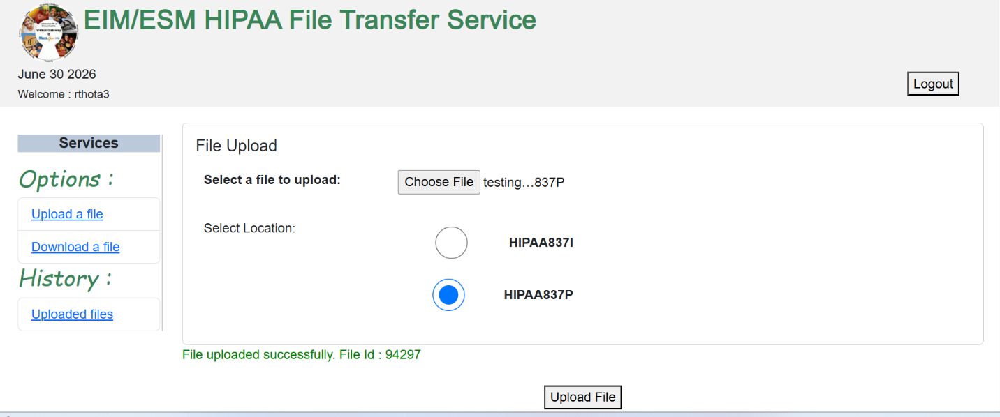 EIM/ESM HIPAA File Transfer Service
Virtual Gateway
June 30 2026
Welcome : rthota3
Logout
Services
Options :
Upload a file
Download a file
History :
Uploaded files
File Upload
Select a file to upload:
Choose File testing...837P
Select Location:
HIPAA837I
HIPAA837P
File uploaded successfully. File Id : 94297
Upload File